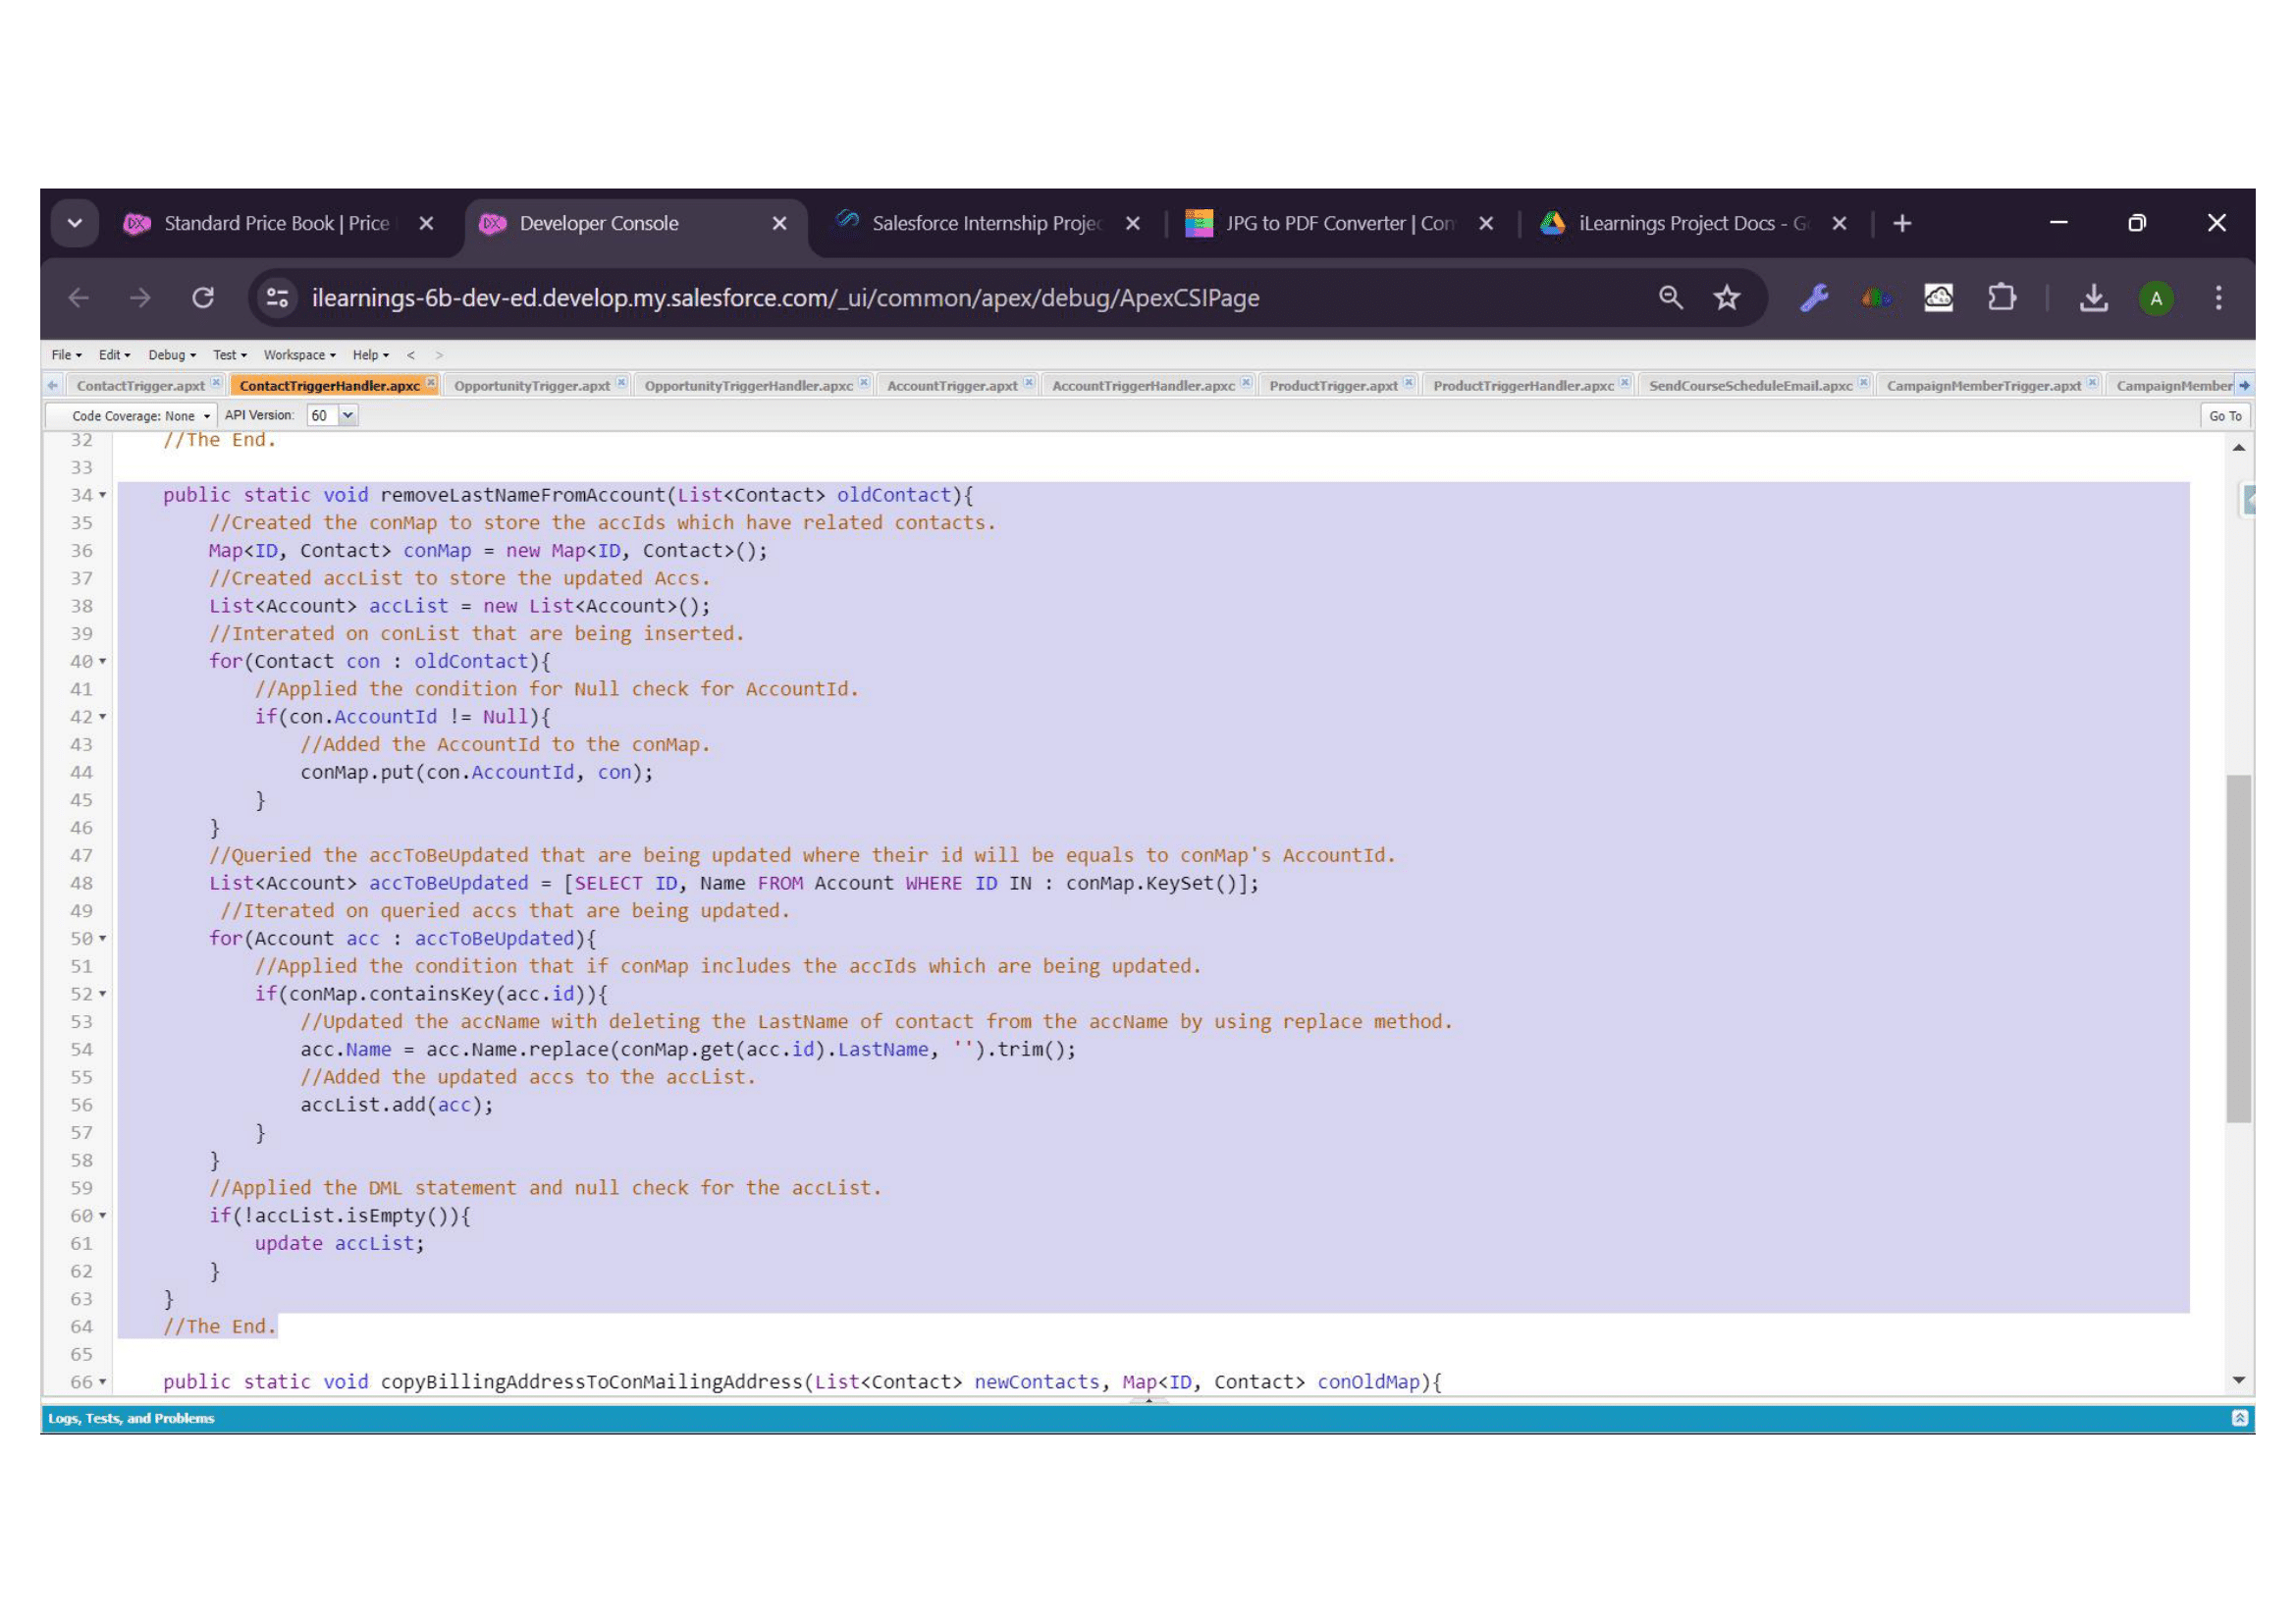 Standard Price Book | Price
Developer Console
Salesforce Internship Projec
JPG to PDF Converter | Con
iLearnings Project Docs - G
ilearnings-6b-dev-ed.develop.my.salesforce.com/_ui/common/apex/debug/ApexCSIPage
A
File Edit Debug Test Workspace Help < >
ContactTrigger.apxt ContactTriggerHandler.apxc OpportunityTrigger.apxt OpportunityTriggerHandler.apxc AccountTrigger.apxt AccountTriggerHandler.apxc ProductTrigger.apxt ProductTriggerHandler.apxc SendCourseScheduleEmail.apxc CampaignMemberTrigger.apxt CampaignMember
Code Coverage: None API Version: 60 Go To
32 //The End.
33
34 public static void removeLastNameFromAccount(List<Contact> oldContact){
35 //Created the conMap to store the accIds which have related contacts.
36 Map<ID, Contact> conMap = new Map<ID, Contact>();
37 //Created accList to store the updated Accs.
38 List<Account> accList = new List<Account>();
39 //Interated on conList that are being inserted.
40 for(Contact con : oldContact){
41 //Applied the condition for Null check for AccountId.
42 if(con.AccountId != Null){
43 //Added the AccountId to the conMap.
44 conMap.put(con.AccountId, con);
45 }
46 }
47 //Queried the accToBeUpdated that are being updated where their id will be equals to conMap's AccountId.
48 List<Account> accToBeUpdated = [SELECT ID, Name FROM Account WHERE ID IN : conMap.KeySet()];
49 //Iterated on queried accs that are being updated.
50 for(Account acc : accToBeUpdated){
51 //Applied the condition that if conMap includes the accIds which are being updated.
52 if(conMap.containsKey(acc.id)){
53 //Updated the accName with deleting the LastName of contact from the accName by using replace method.
54 acc.Name = acc.Name.replace(conMap.get(acc.id).LastName, '').trim();
55 //Added the updated accs to the accList.
56 accList.add(acc);
57 }
58 }
59 //Applied the DML statement and null check for the accList.
60 if(!accList.isEmpty()){
61 update accList;
62 }
63 }
64 //The End.
65
66 public static void copyBillingAddressToConMailingAddress(List<Contact> newContacts, Map<ID, Contact> conOldMap){
Logs, Tests, and Problems